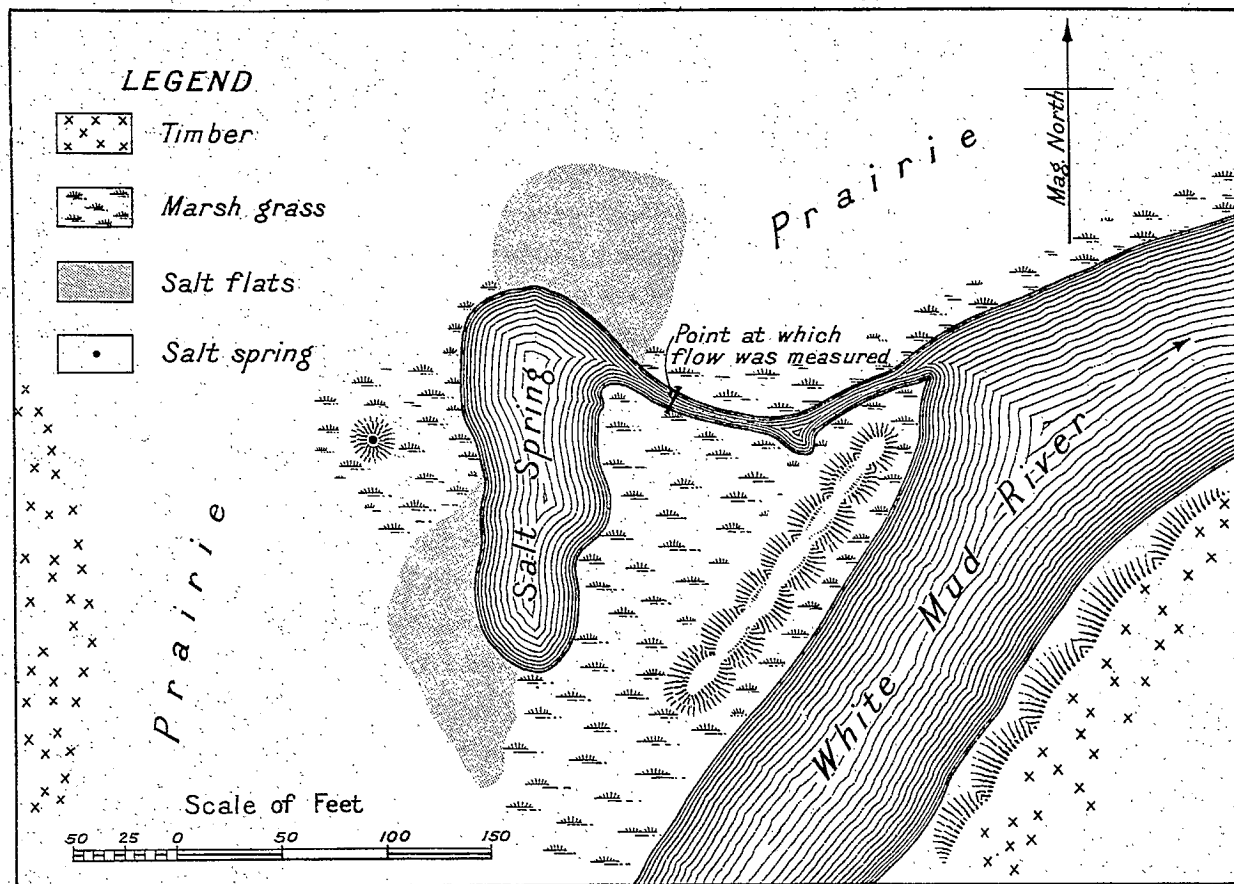 LEGEND
Timber
Marsh grass
Salt flats
Salt spring
Mag. North
Prairie
Point at which
flow was measured
Salt Spring
Prairie
White Mud River
Scale of Feet
50 25 0 50 100 150